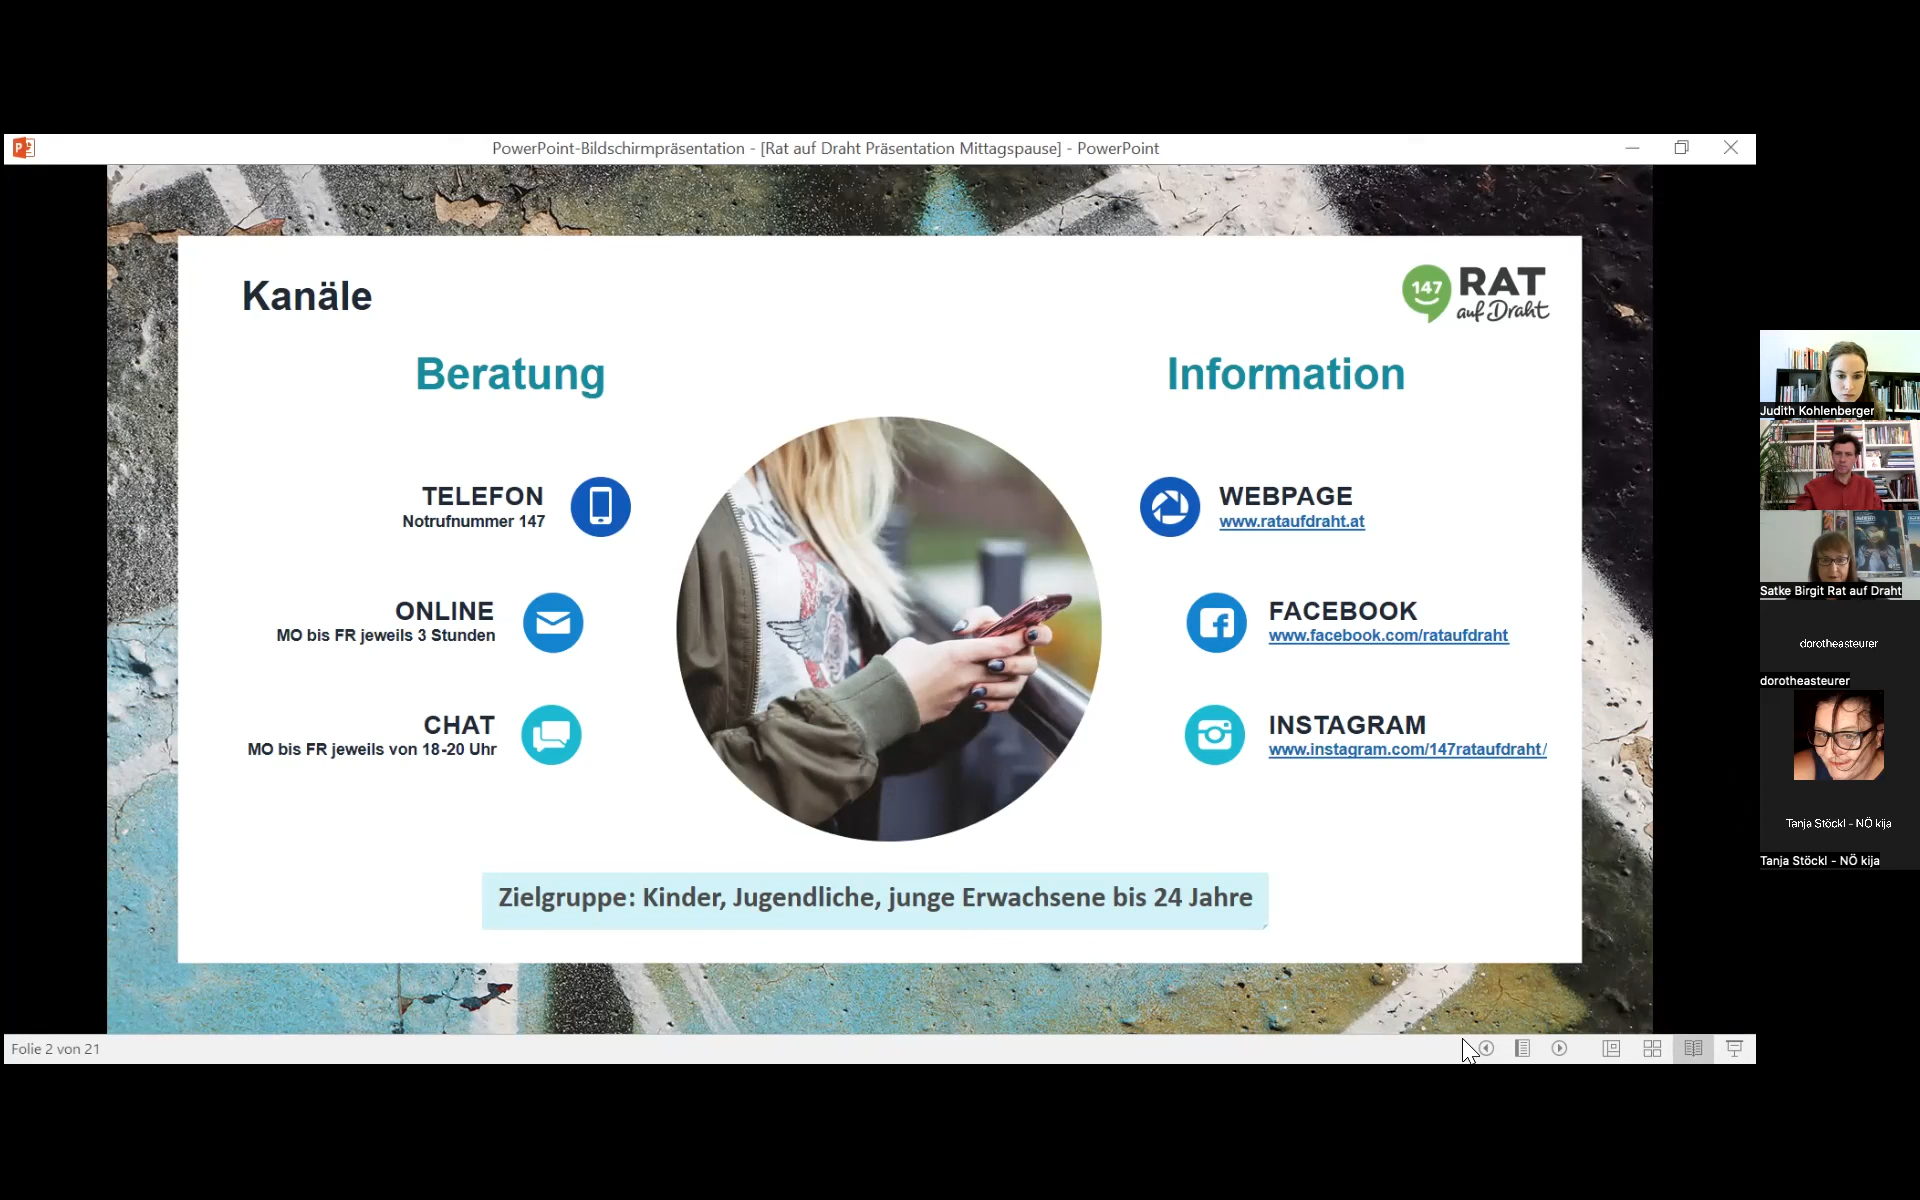 PowerPoint-Bildschirmpräsentation - [Rat auf Draht Präsentation Mittagspause] - PowerPoint
Kanäle
147 RAT
auf Draht
Beratung
Information
TELEFON
Notrufnummer 147
ONLINE
MO bis FR jeweils 3 Stunden
CHAT
MO bis FR jeweils von 18-20 Uhr
WEBPAGE
www.rataufdraht.at
FACEBOOK
www.facebook.com/rataufdraht
INSTAGRAM
www.instagram.com/147rataufdraht/
Zielgruppe: Kinder, Jugendliche, junge Erwachsene bis 24 Jahre
Folie 2 von 21
Judith Kohlenberger
Satke Birgit Rat auf Draht
dorotheasteurer
dorotheasteurer
Tanja Stöckl - NÖ kija
Tanja Stöckl - NÖ kija